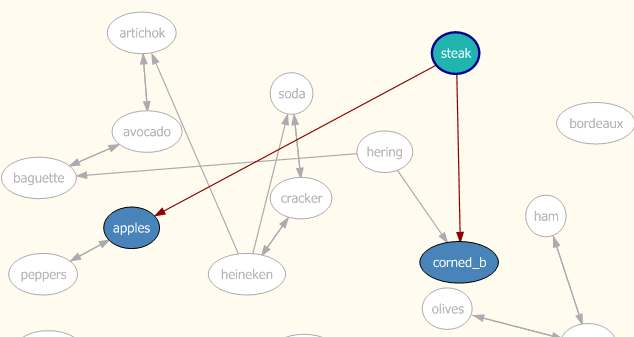 artichok
steak
soda
bordeaux
avocado
hering
baguette
cracker
ham
apples
corned_b
peppers
heineken
olives